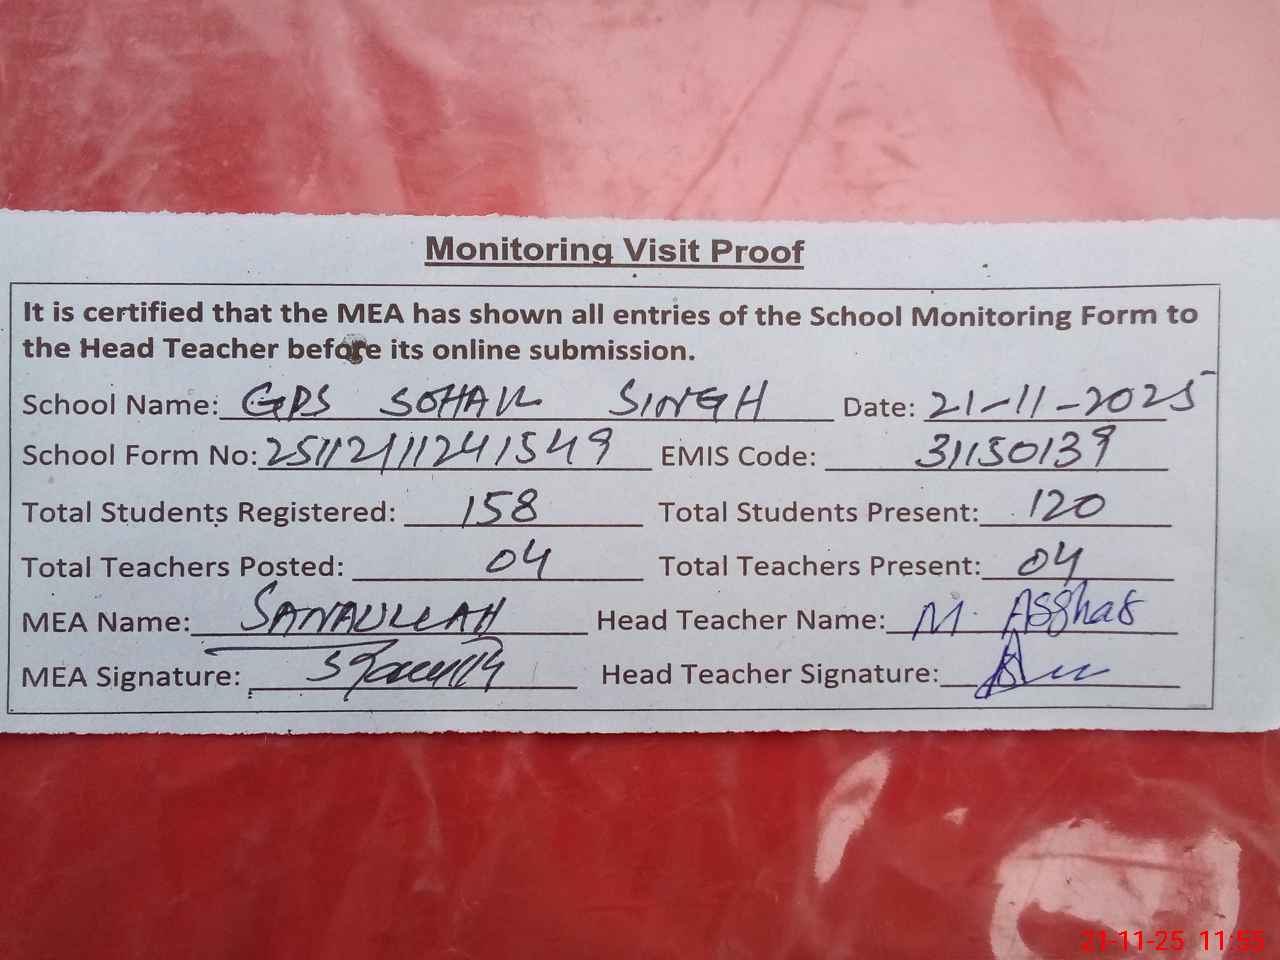 Monitoring Visit Proof
It is certified that the MEA has shown all entries of the School Monitoring Form to
the Head Teacher before its online submission.
School Name: GPS SOHAN SINGH Date: 21-11-2025
School Form No: 251121112411549 EMIS Code: 31150139
Total Students Registered: 158 Total Students Present: 120
Total Teachers Posted: 04 Total Teachers Present: 04
MEA Name: SANAULLAH Head Teacher Name: M. Asghar
MEA Signature: Head Teacher Signature:
21-11-25 11:55